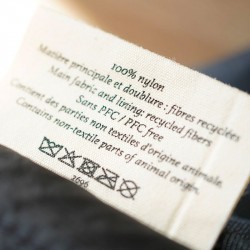 100% nylon
Matière principale et doublure : fibres recyclées
Main fabric and lining: recycled fibers
Sans PFC / PFC free
Contient des parties non textiles d'origine animale.
Contains non-textile parts of animal origin.
2696